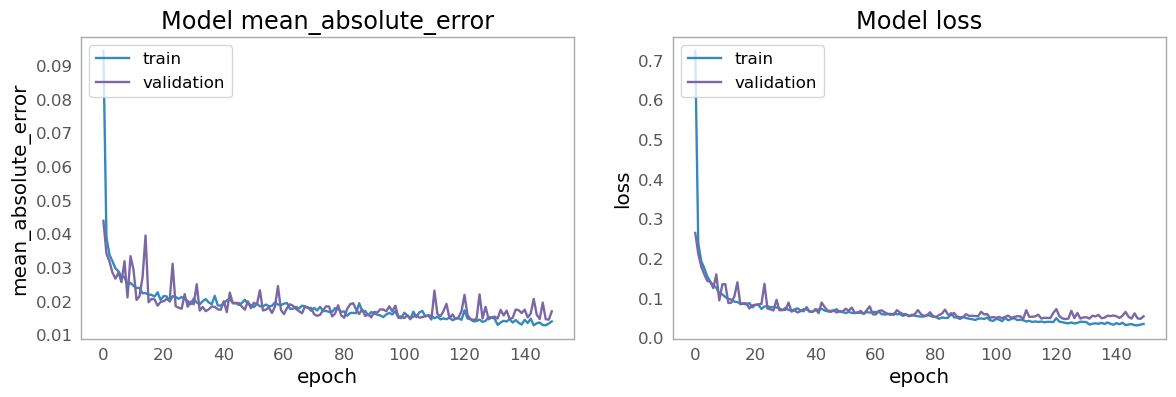 Model mean_absolute_error
train
validation
0.09
0.08
0.07
0.06
0.05
0.04
0.03
0.02
0.01
mean_absolute_error
0 20 40 60 80 100 120 140
epoch
Model loss
train
validation
0.7
0.6
0.5
0.4
0.3
0.2
0.1
0.0
loss
0 20 40 60 80 100 120 140
epoch